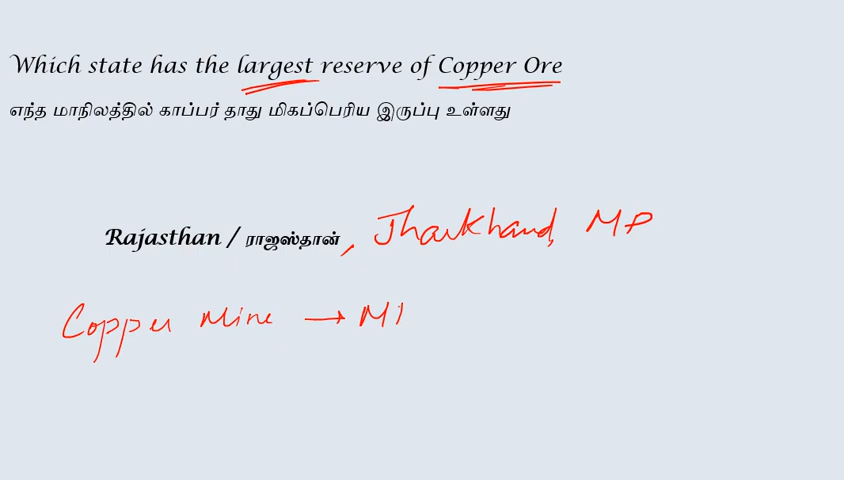 Which state has the largest reserve of Copper Ore
எந்த மாநிலத்தில் காப்பர் தாது மிகப்பெரிய இருப்பு உள்ளது
Rajasthan / ராஜஸ்தான் , Jharkhand, MP
Copper Mine → M